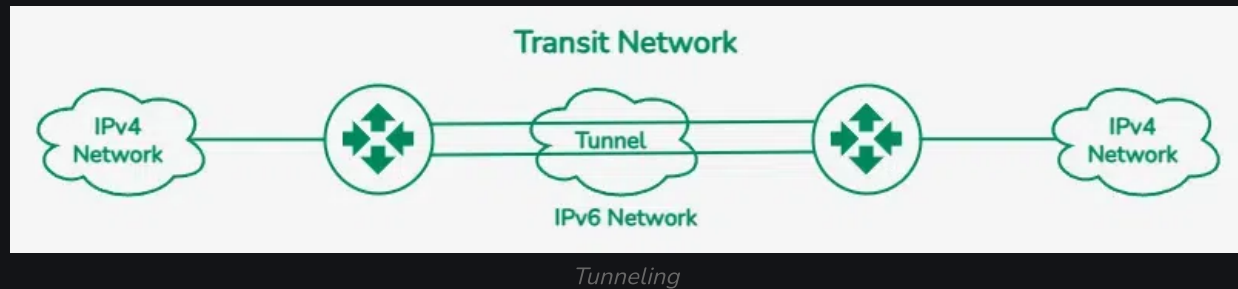 Transit Network
IPv4
Network
Tunnel
IPv4
Network
IPv6 Network
Tunneling